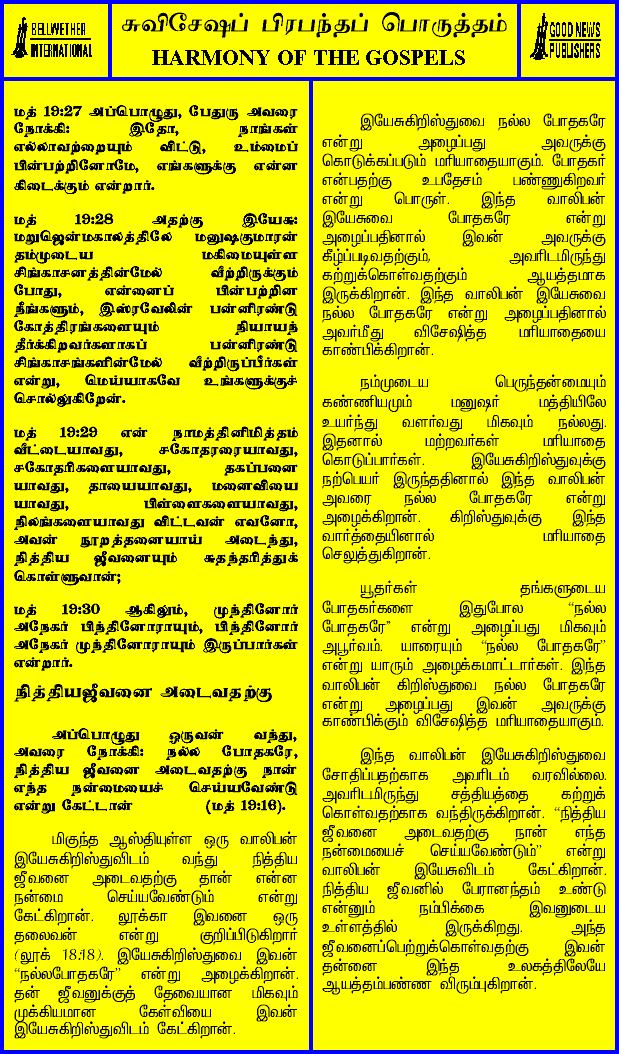 BELLWETHER
INTERNATIONAL
சுவிசேஷப் பிரபந்தப் பொருத்தம்
HARMONY OF THE GOSPELS
GOOD NEWS
PUBLISHERS
மத் 19:27 அப்பொழுது, பேதுரு அவரை
நோக்கி: இதோ, நாங்கள்
எல்லாவற்றையும் விட்டு, உம்மைப்
பின்பற்றினோமே, எங்களுக்கு என்ன
கிடைக்கும் என்றார்.
மத் 19:28 அதற்கு இயேசு:
மறுஜென்மகாலத்திலே மனுஷகுமாரன்
தம்முடைய மகிமையுள்ள
சிங்காசனத்தின்மேல் வீற்றிருக்கும்
போது, என்னைப் பின்பற்றின
நீங்களும், இஸ்ரவேலின் பன்னிரண்டு
கோத்திரங்களையும் நியாயந்
தீர்க்கிறவர்களாகப் பன்னிரண்டு
சிங்காசங்களின்மேல் வீற்றிருப்பீர்கள்
என்று, மெய்யாகவே உங்களுக்குச்
சொல்லுகிறேன்.
மத் 19:29 என் நாமத்தினிமித்தம்
வீட்டையாவது, சகோதரரையாவது,
சகோதரிகளையாவது, தகப்பனை
யாவது, தாயையாவது, மனைவியை
யாவது, பிள்ளைகளையாவது,
நிலங்களையாவது விட்டவன் எவனோ,
அவன் நூறத்தனையாய் அடைந்து,
நித்திய ஜீவனையும் சுதந்தரித்துக்
கொள்ளுவான்;
மத் 19:30 ஆகிலும், முந்தினோர்
அநேகர் பிந்தினோராயும், பிந்தினோர்
அநேகர் முந்தினோராயும் இருப்பார்கள்
என்றார்.
நித்தியஜீவனை அடைவதற்கு
அப்பொழுது ஒருவன் வந்து,
அவரை நோக்கி: நல்ல போதகரே,
நித்திய ஜீவனை அடைவதற்கு நான்
எந்த நன்மையைச் செய்யவேண்டு
என்று கேட்டான் (மத் 19:16).
மிகுந்த ஆஸ்தியுள்ள ஒரு வாலிபன்
இயேசுகிறிஸ்துவிடம் வந்து நித்திய
ஜீவனை அடைவதற்கு தான் என்ன
நன்மை செய்யவேண்டும் என்று
கேட்கிறான். லூக்கா இவனை ஒரு
தலைவன் என்று குறிப்பிடுகிறார்
(லூக் 18:18). இயேசுகிறிஸ்துவை இவன்
“நல்லபோதகரே” என்று அழைக்கிறான்.
தன் ஜீவனுக்குத் தேவையான மிகவும்
முக்கியமான கேள்வியை இவன்
இயேசுகிறிஸ்துவிடம் கேட்கிறான்.
இயேசுகிறிஸ்துவை நல்ல போதகரே
என்று அழைப்பது அவருக்கு
கொடுக்கப்படும் மரியாதையாகும். போதகர்
என்பதற்கு உபதேசம் பண்ணுகிறவர்
என்று பொருள். இந்த வாலிபன்
இயேசுவை போதகரே என்று
அழைப்பதினால் இவன் அவருக்கு
கீழ்ப்படிவதற்கும், அவரிடமிருந்து
கற்றுக்கொள்வதற்கும் ஆயத்தமாக
இருக்கிறான். இந்த வாலிபன் இயேசுவை
நல்ல போதகரே என்று அழைப்பதினால்
அவர்மீது விசேஷித்த மரியாதையை
காண்பிக்கிறான்.
நம்முடைய பெருந்தன்மையும்
கண்ணியமும் மனுஷர் மத்தியிலே
உயர்ந்து வளர்வது மிகவும் நல்லது.
இதனால் மற்றவர்கள் மரியாதை
கொடுப்பார்கள். இயேசுகிறிஸ்துவுக்கு
நற்பெயர் இருந்ததினால் இந்த வாலிபன்
அவரை நல்ல போதகரே என்று
அழைக்கிறான். கிறிஸ்துவுக்கு இந்த
வார்த்தையினால் மரியாதை
செலுத்துகிறான்.
யூதர்கள் தங்களுடைய
போதகர்களை இதுபோல “நல்ல
போதகரே” என்று அழைப்பது மிகவும்
அபூர்வம். யாரையும் “நல்ல போதகரே”
என்று யாரும் அழைக்கமாட்டார்கள். இந்த
வாலிபன் கிறிஸ்துவை நல்ல போதகரே
என்று அழைப்பது இவன் அவருக்கு
காண்பிக்கும் விசேஷித்த மரியாதையாகும்.
இந்த வாலிபன் இயேசுகிறிஸ்துவை
சோதிப்பதற்காக அவரிடம் வரவில்லை.
அவரிடமிருந்து சத்தியத்தை கற்றுக்
கொள்வதற்காக வந்திருக்கிறான். “நித்திய
ஜீவனை அடைவதற்கு நான் எந்த
நன்மையைச் செய்யவேண்டும்” என்று
வாலிபன் இயேசுவிடம் கேட்கிறான்.
நித்திய ஜீவனில் பேரானந்தம் உண்டு
என்னும் நம்பிக்கை இவனுடைய
உள்ளத்தில் இருக்கிறது. அந்த
ஜீவனைப்பெற்றுக்கொள்வதற்கு இவன்
தன்னை இந்த உலகத்திலேயே
ஆயத்தம்பண்ண விரும்புகிறான்.